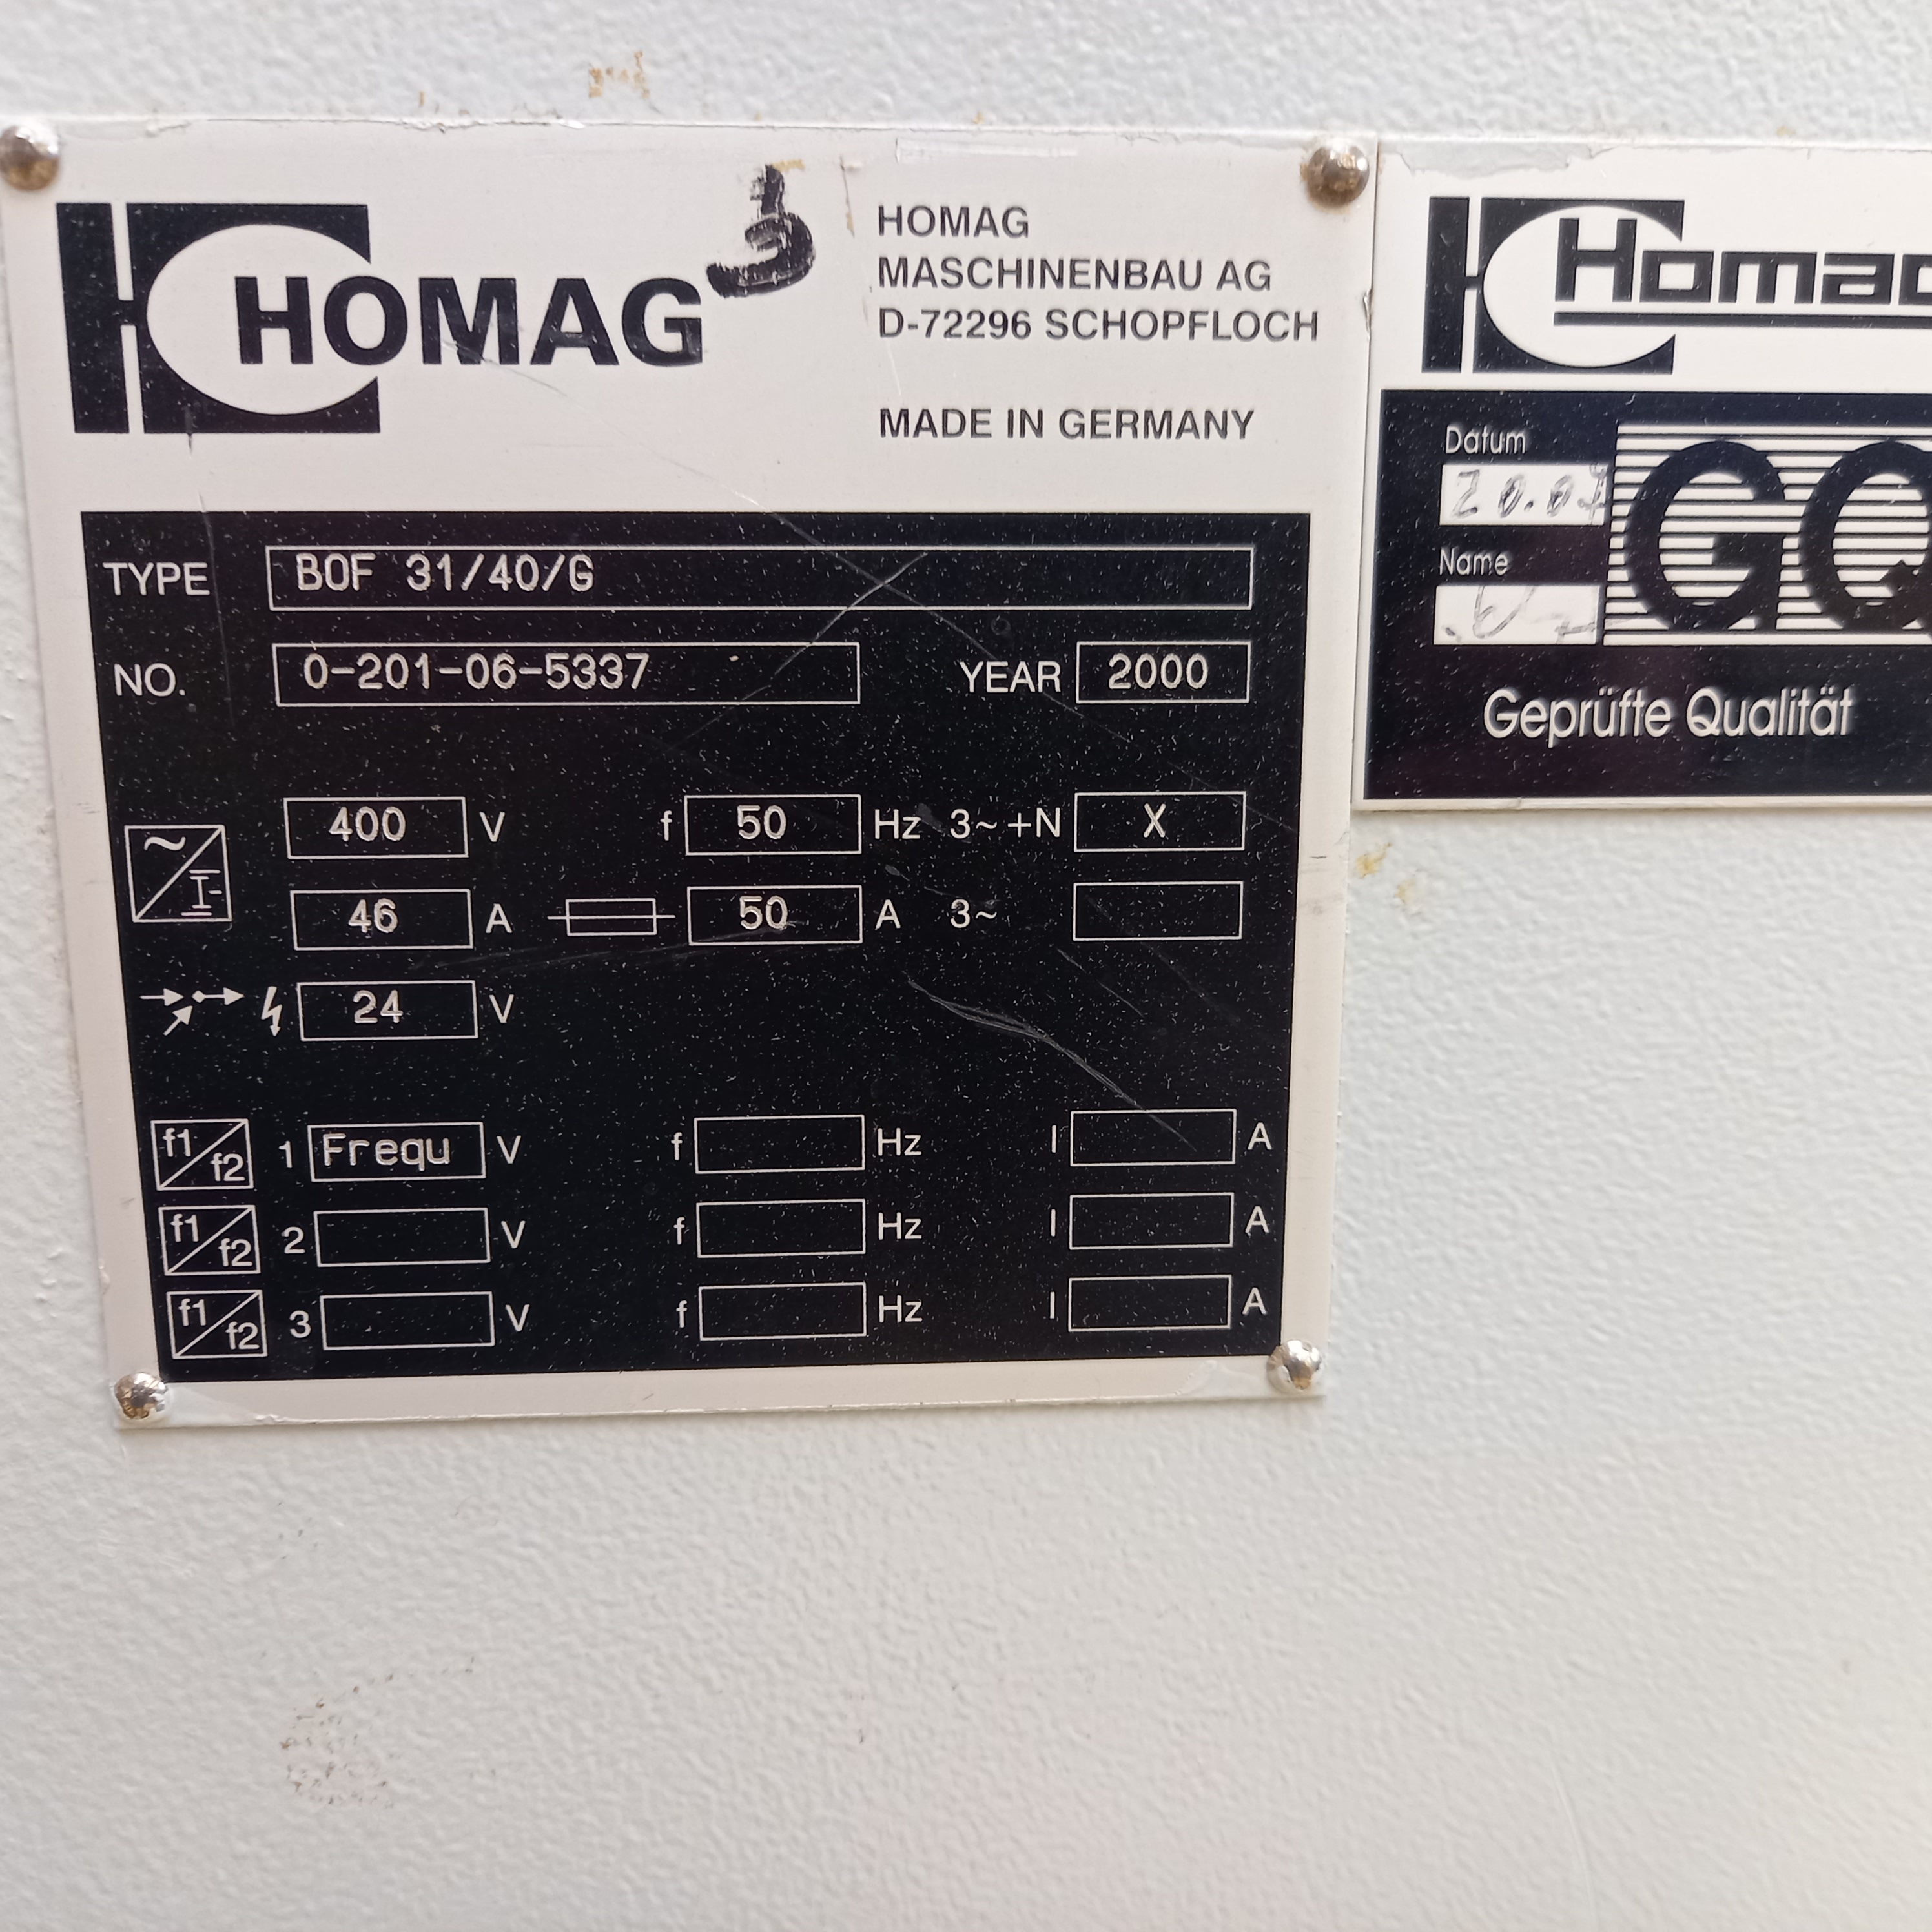 HOMAG
HOMAG
MASCHINENBAU AG
D-72296 SCHOPFLOCH
MADE IN GERMANY
TYPE BOF 31/40/G
NO. 0-201-06-5337 YEAR 2000
400 V f 50 Hz 3~ +N X
46 A 50 A 3~
24 V
f1/f2 1 Frequ V f Hz I A
f1/f2 2 V f Hz I A
f1/f2 3 V f Hz I A
Homag
Datum
GQ
Name
Geprüfte Qualität